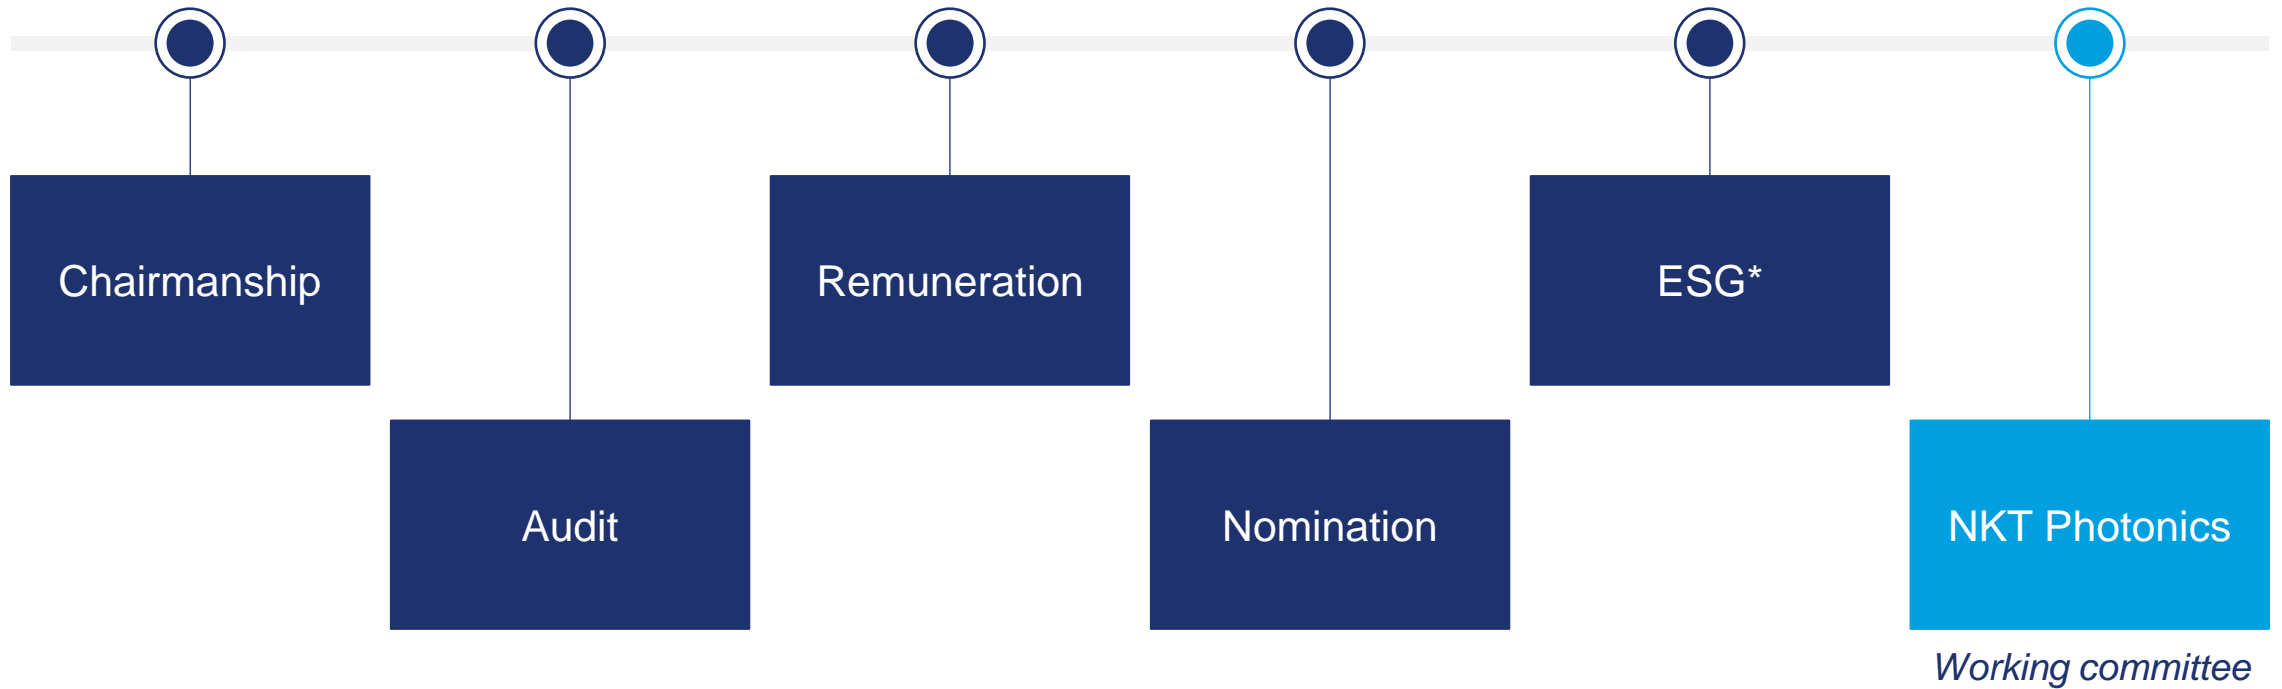 Chairmanship
Audit
Remuneration
Nomination
ESG*
NKT Photonics
Working committee